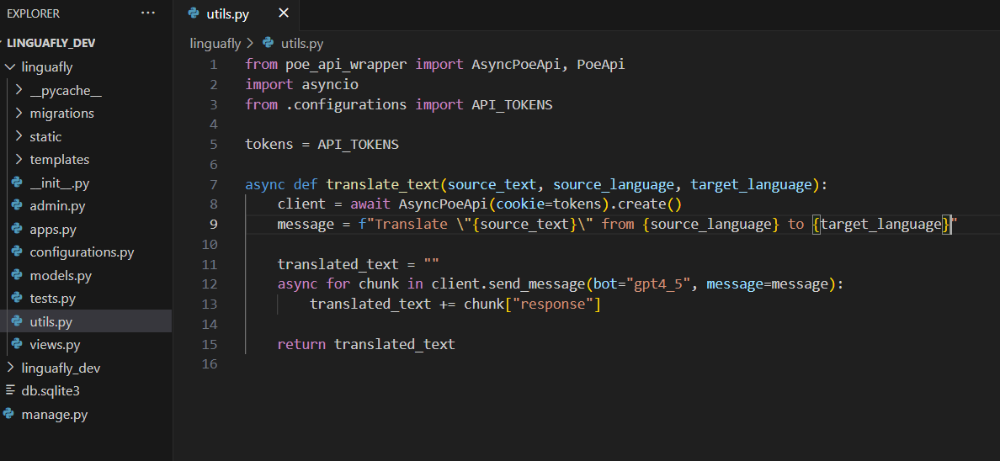 EXPLORER
...
LINGUAFLY_DEV
linguafly
__pycache__
migrations
static
templates
__init__.py
admin.py
apps.py
configurations.py
models.py
tests.py
utils.py
views.py
linguafly_dev
db.sqlite3
manage.py
utils.py
linguafly > utils.py
1 from poe_api_wrapper import AsyncPoeApi, PoeApi
2 import asyncio
3 from .configurations import API_TOKENS
4
5 tokens = API_TOKENS
6
7 async def translate_text(source_text, source_language, target_language):
8     client = await AsyncPoeApi(cookie=tokens).create()
9     message = f"Translate \"{source_text}\" from {source_language} to {target_language}"
10
11     translated_text = ""
12     async for chunk in client.send_message(bot="gpt4_5", message=message):
13         translated_text += chunk["response"]
14
15     return translated_text
16